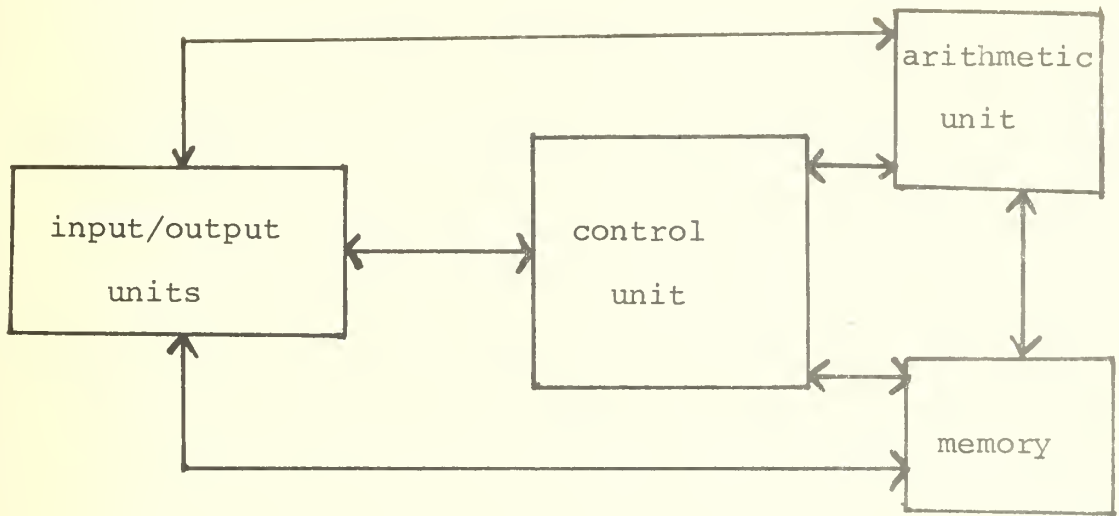 arithmetic
unit
input/output
units
control
unit
memory